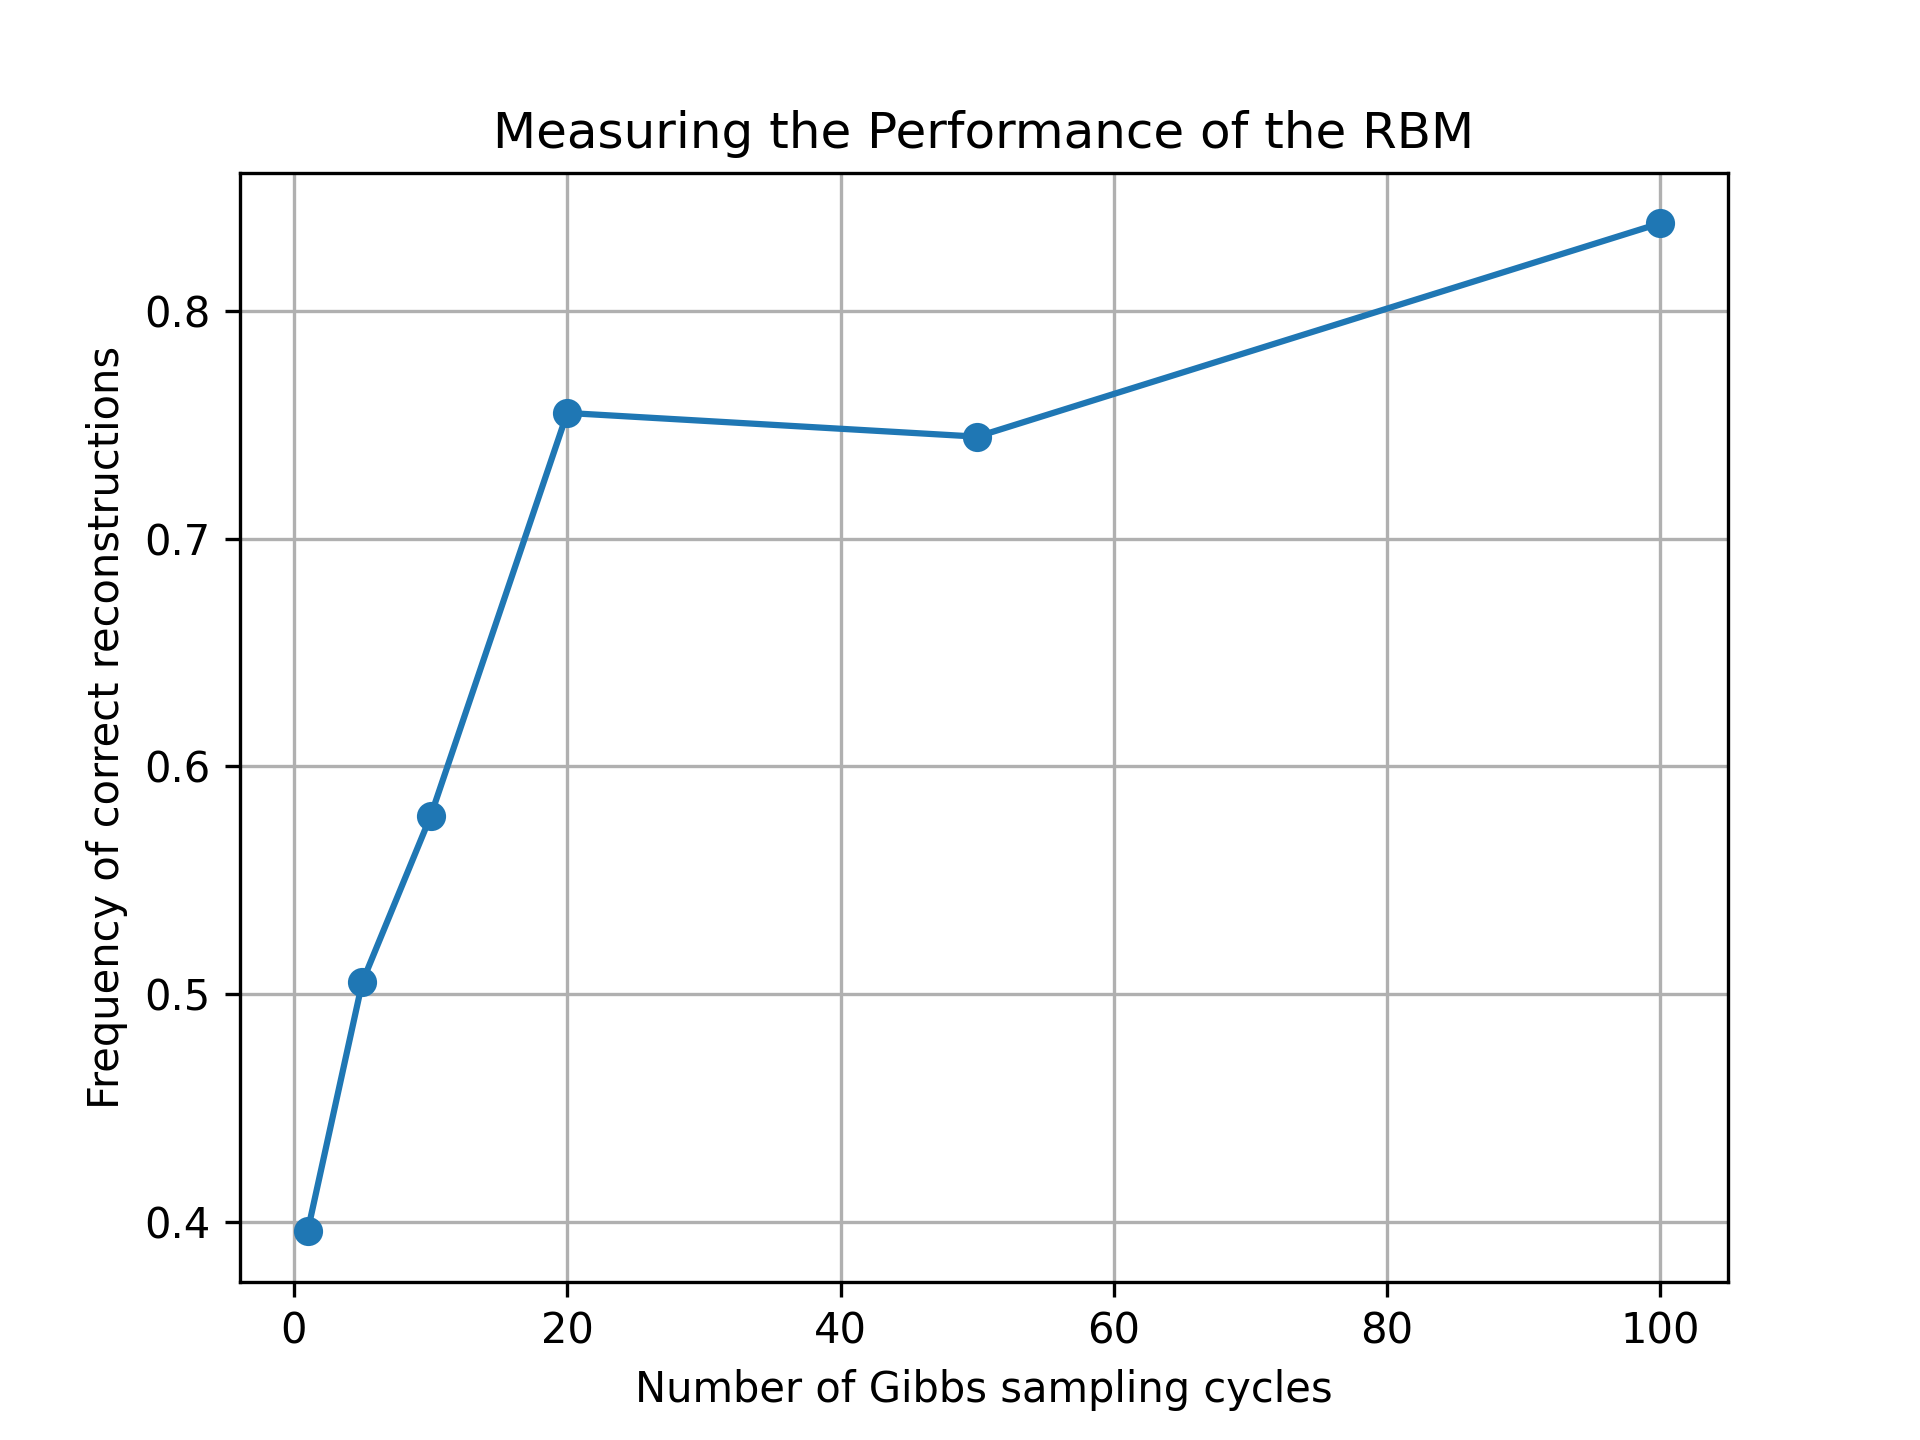 Measuring the Performance of the RBM
Frequency of correct reconstructions
0.8
0.7
0.6
0.5
0.4
0 20 40 60 80 100
Number of Gibbs sampling cycles